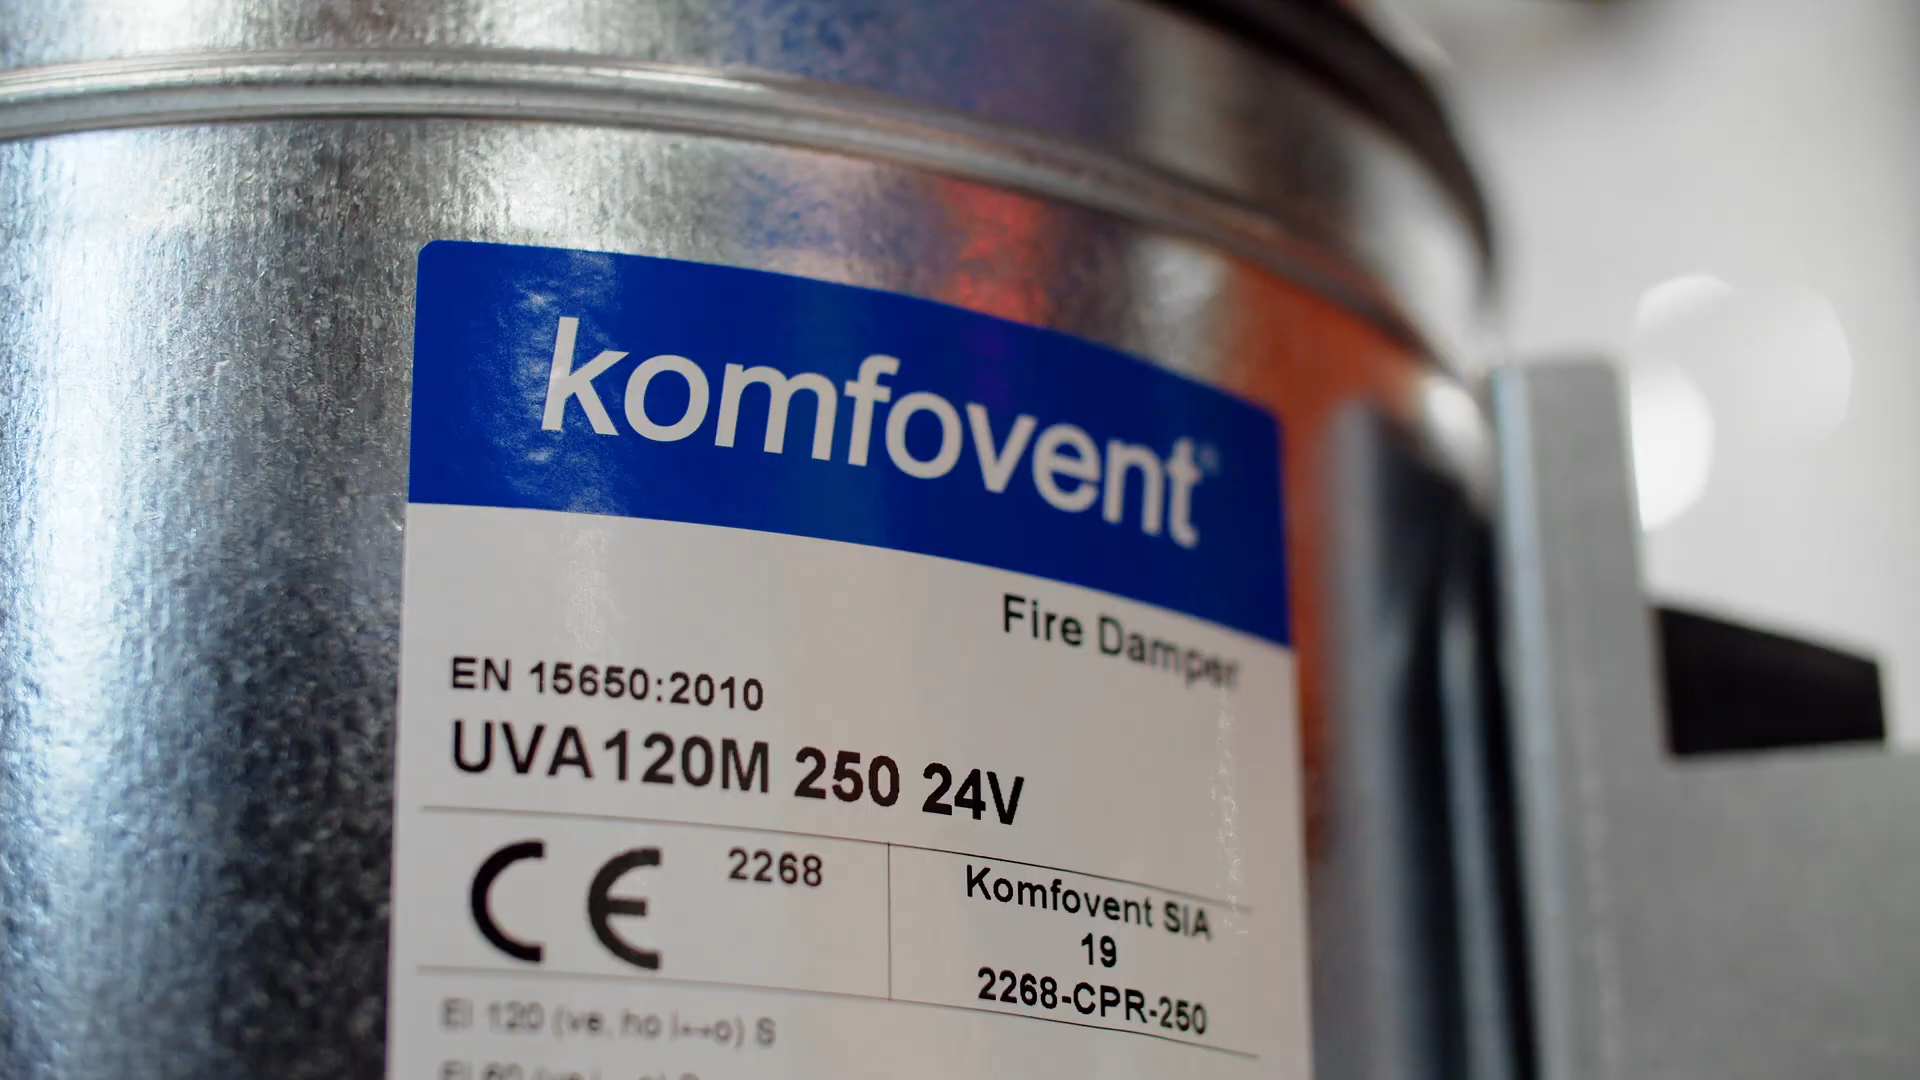 komfovent
Fire Damper
EN 15650:2010
UVA120M 250 24V
CE 2268
Komfovent SIA
19
2268-CPR-250
EI 120 (ve, ho i↔o) S